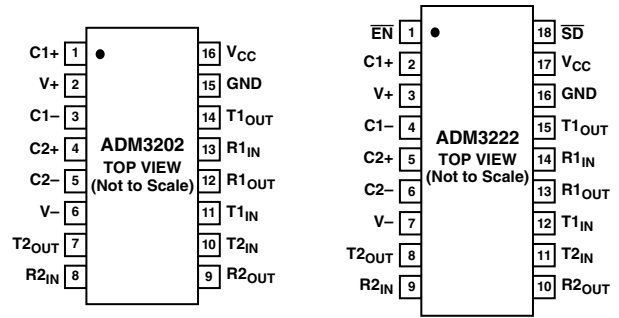 C1+ 1 16 VCC
V+ 2 15 GND
C1– 3 14 T1OUT
C2+ 4 ADM3202 13 R1IN
TOP VIEW
C2– 5 (Not to Scale) 12 R1OUT
V– 6 11 T1IN
T2OUT 7 10 T2IN
R2IN 8 9 R2OUT
EN 1 18 SD
C1+ 2 17 VCC
V+ 3 16 GND
C1– 4 15 T1OUT
ADM3222
C2+ 5 TOP VIEW 14 R1IN
(Not to Scale)
C2– 6 13 R1OUT
V– 7 12 T1IN
T2OUT 8 11 T2IN
R2IN 9 10 R2OUT